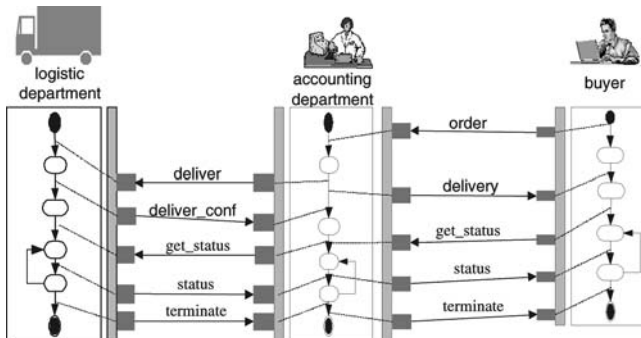 logistic
department
accounting
department
buyer
order
deliver
delivery
deliver_conf
get_status
get_status
status
status
terminate
terminate